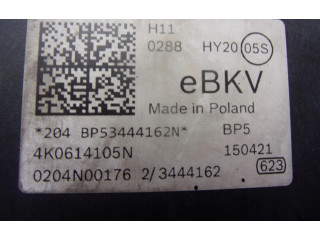 H11
0288 HY20 05S
eBKV
Made in Poland
*204 BP53444162N* BP5
4K0614105N 150421
0204N00176 2/3444162 623